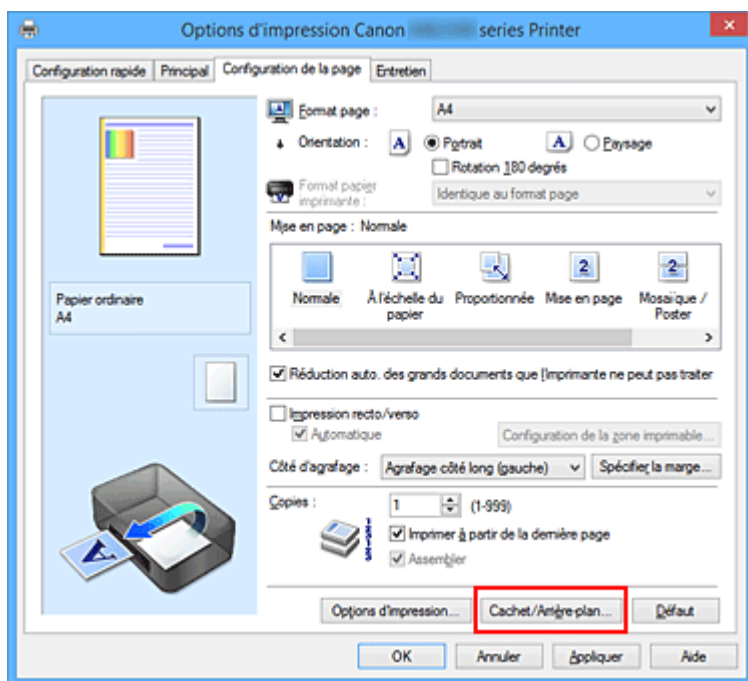 Options d'impression Canon series Printer
Configuration rapide Principal Configuration de la page Entretien
Format page : A4
Orientation : A Portrait A Paysage
Rotation 180 degrés
Format papier imprimante : Identique au format page
Mise en page : Normale
2 2
Normale À l'échelle du papier Proportionnée Mise en page Mosaïque / Poster
Papier ordinaire
A4
Réduction auto. des grands documents que l'imprimante ne peut pas traiter
Impression recto/verso
Automatique Configuration de la zone imprimable...
Côté d'agrafage : Agrafage côté long (gauche) Spécifier la marge...
Copies : 1 (1-999)
Imprimer à partir de la dernière page
Assembler
A
Options d'impression... Cachet/Arrière-plan... Défaut
OK Annuler Appliquer Aide